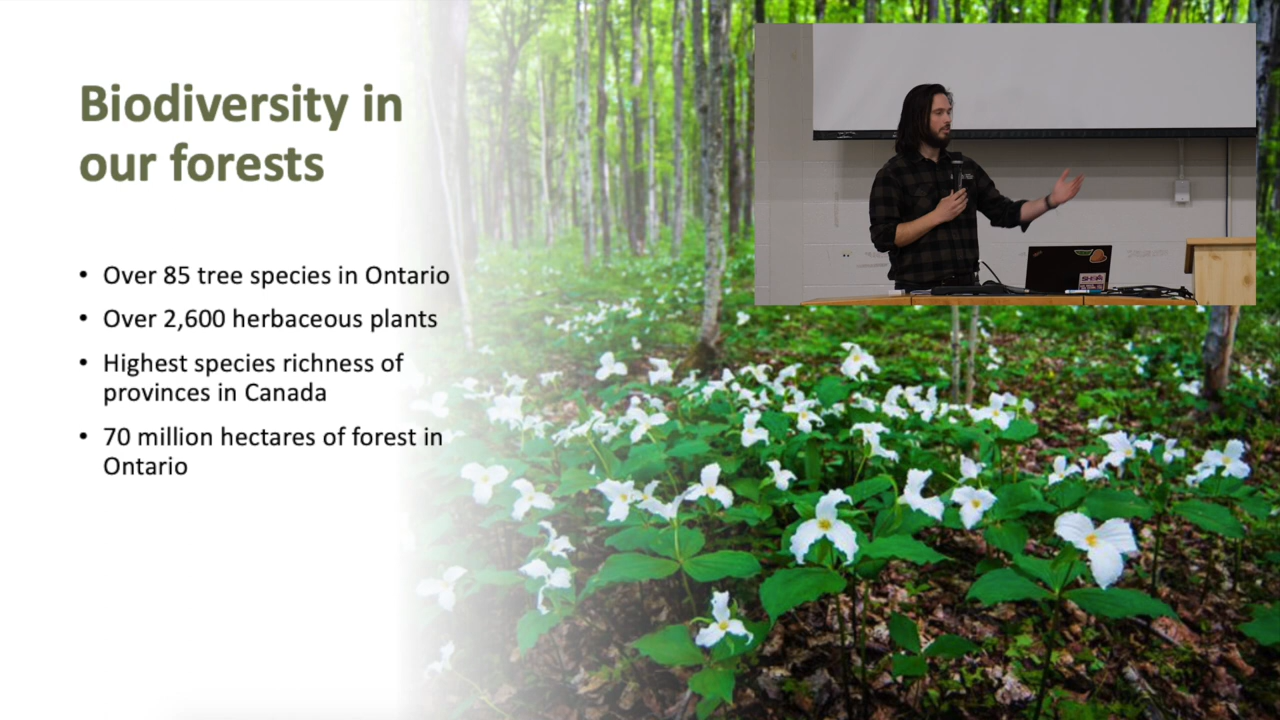 Biodiversity in
our forests
• Over 85 tree species in Ontario
• Over 2,600 herbaceous plants
• Highest species richness of
provinces in Canada
• 70 million hectares of forest in
Ontario